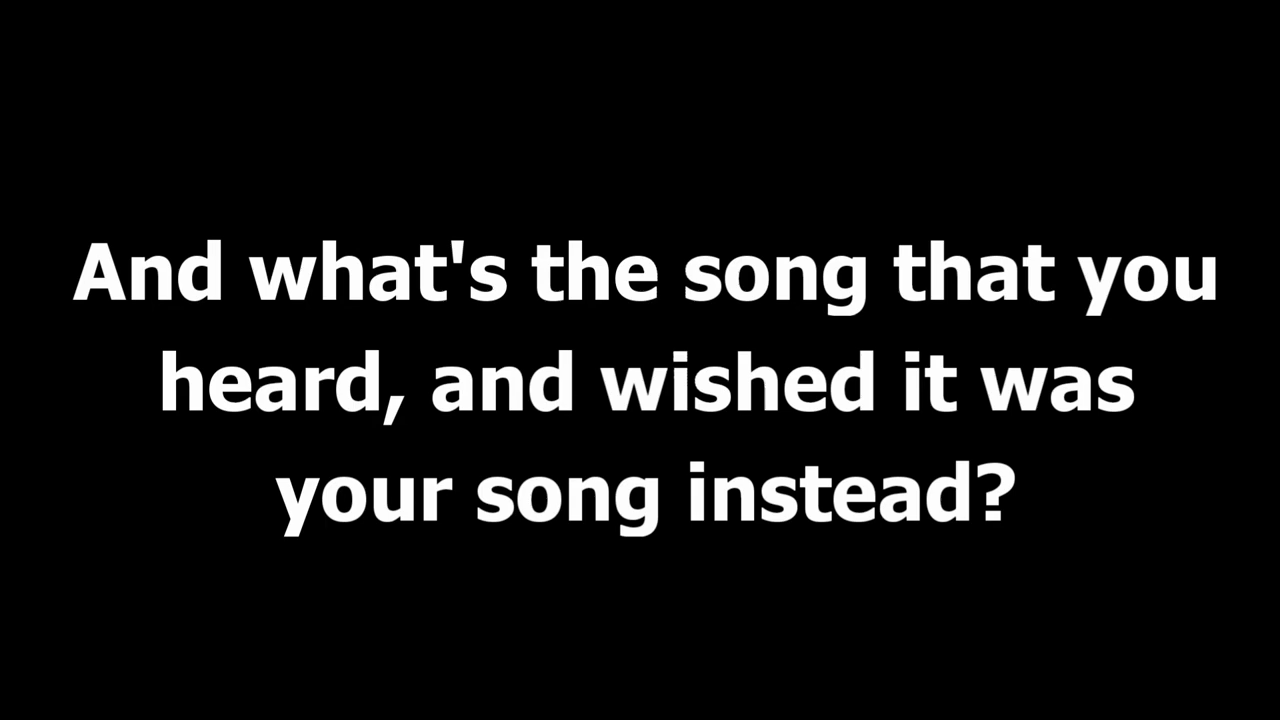 And what's the song that you
heard, and wished it was
your song instead?